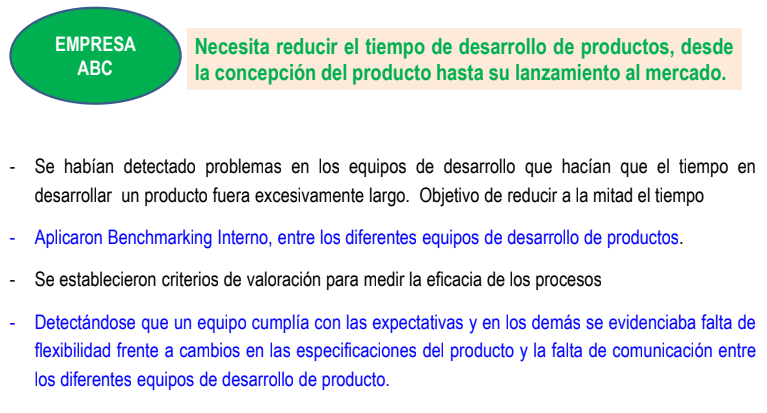 EMPRESA
ABC
Necesita reducir el tiempo de desarrollo de productos, desde
la concepción del producto hasta su lanzamiento al mercado.
- Se habían detectado problemas en los equipos de desarrollo que hacían que el tiempo en
desarrollar un producto fuera excesivamente largo. Objetivo de reducir a la mitad el tiempo
- Aplicaron Benchmarking Interno, entre los diferentes equipos de desarrollo de productos.
- Se establecieron criterios de valoración para medir la eficacia de los procesos
- Detectándose que un equipo cumplía con las expectativas y en los demás se evidenciaba falta de
flexibilidad frente a cambios en las especificaciones del producto y la falta de comunicación entre
los diferentes equipos de desarrollo de producto.